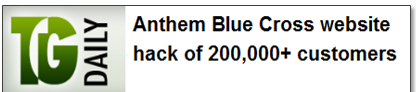 TG
DAILY
Anthem Blue Cross website
hack of 200,000+ customers